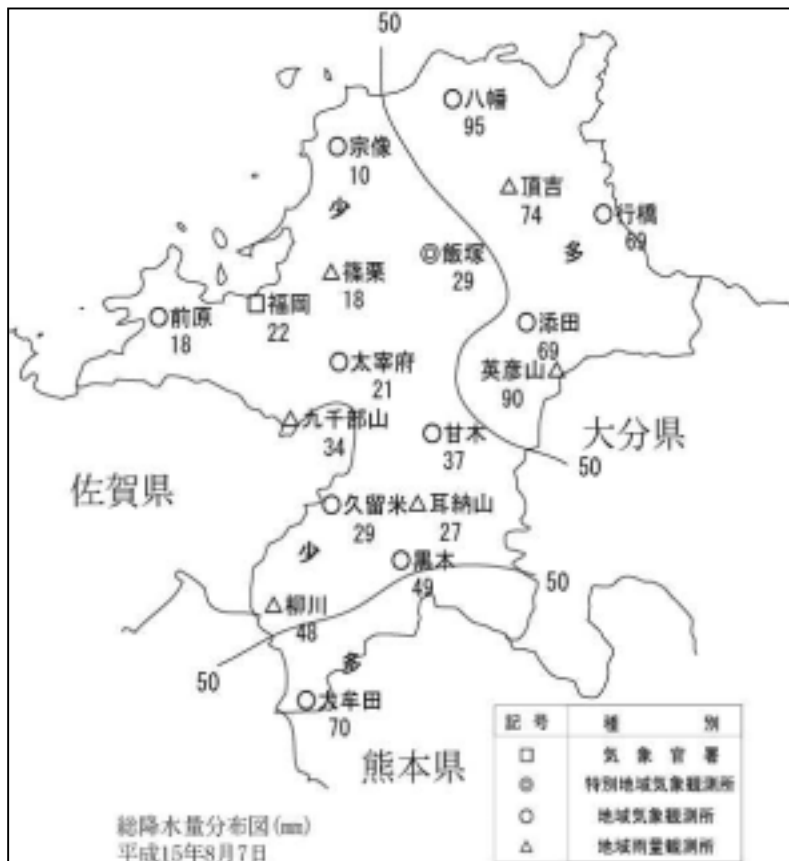 50
○八幡
95
○宗像
10
△頂吉
74
少
○行橋
69
多
◎飯塚
29
△篠栗
18
□福岡
22
○前原
18
○添田
69
○太宰府
21
英彦山△
90
△九千部山
34
○甘木
37
大分県
50
佐賀県
○久留米
29
△耳納山
27
少
○黒木
49
50
△柳川
48
多
50
○大牟田
70
熊本県
記号 種別
□ 気象官署
◎ 特別地域気象観測所
○ 地域気象観測所
△ 地域雨量観測所
総降水量分布図(mm)
平成15年8月7日